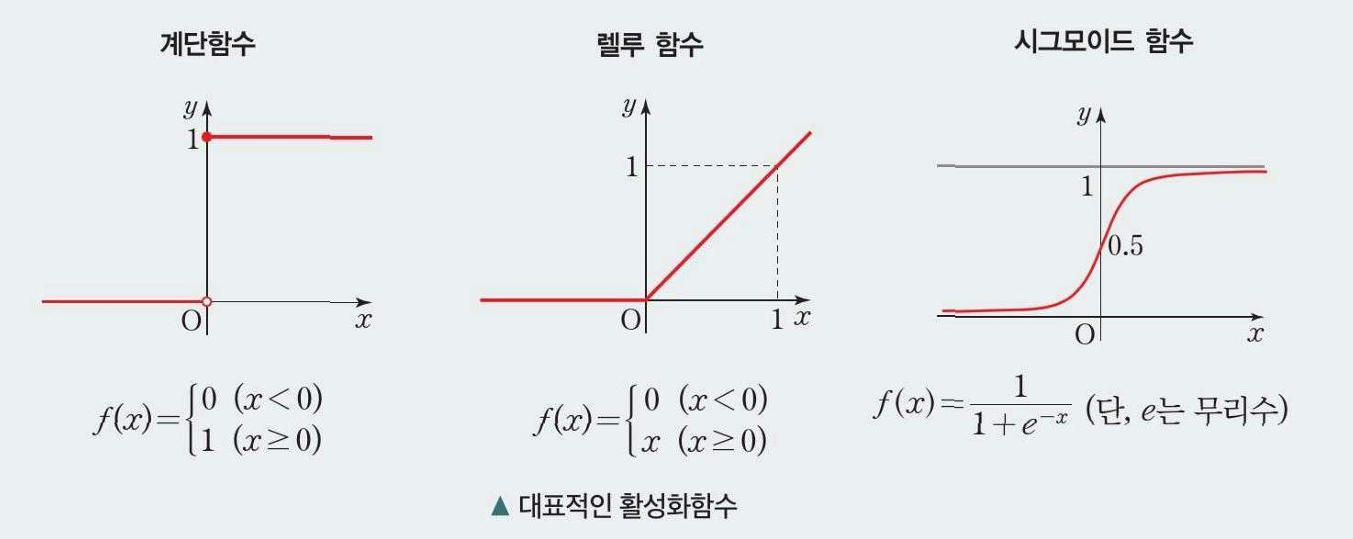 계단함수
y
1
O
x
f(x)={0 (x<0)
1 (x≥0)
렐루 함수
y
1
O
1 x
f(x)={0 (x<0)
x (x≥0)
시그모이드 함수
y
1
0.5
O
x
f(x)=1/(1+e^{-x}) (단, e는 무리수)
▲ 대표적인 활성화함수